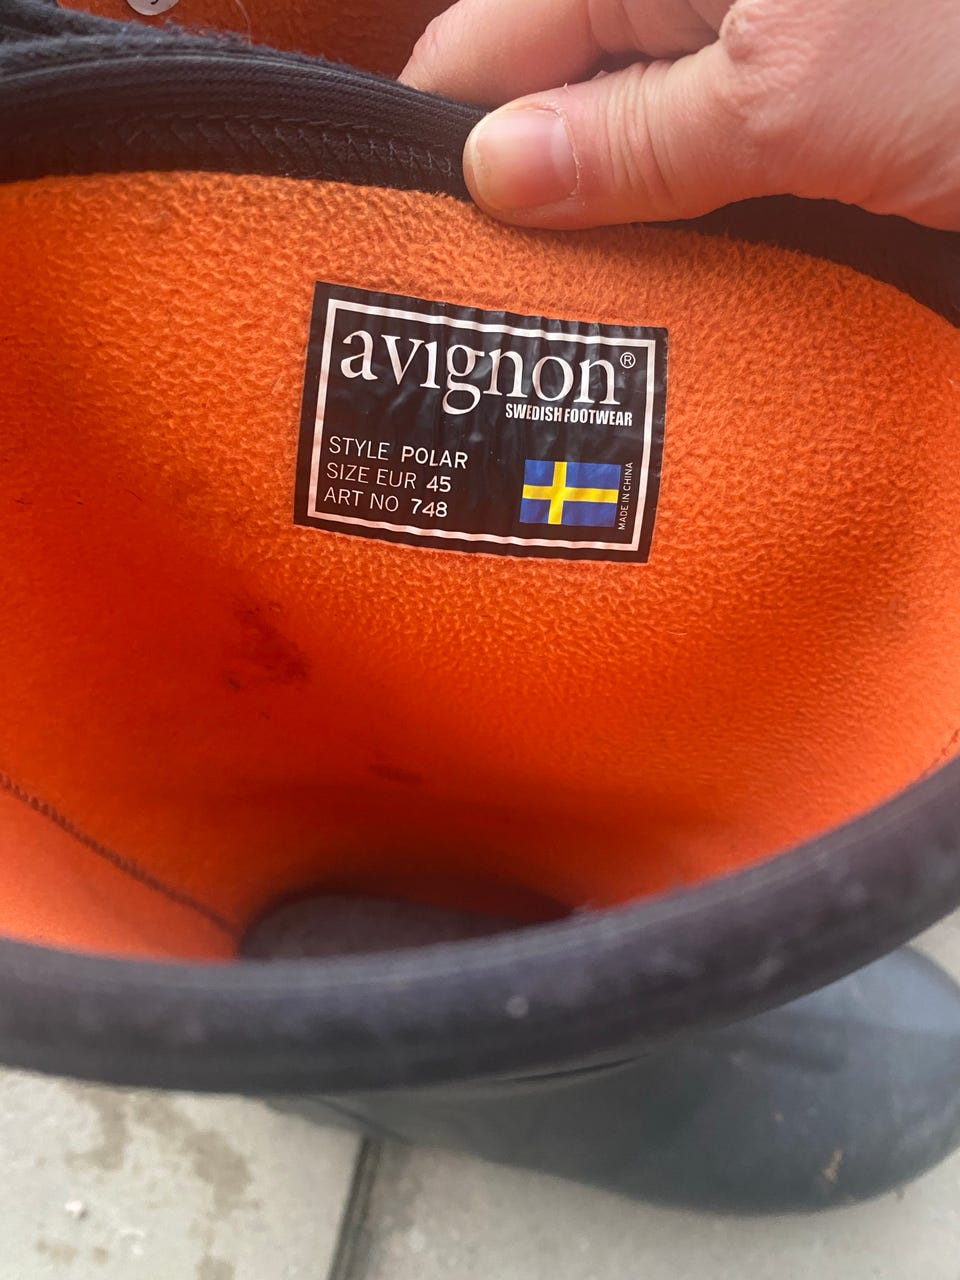 avignon®
SWEDISH FOOTWEAR
STYLE POLAR
SIZE EUR 45
ART NO 748
MADE IN CHINA